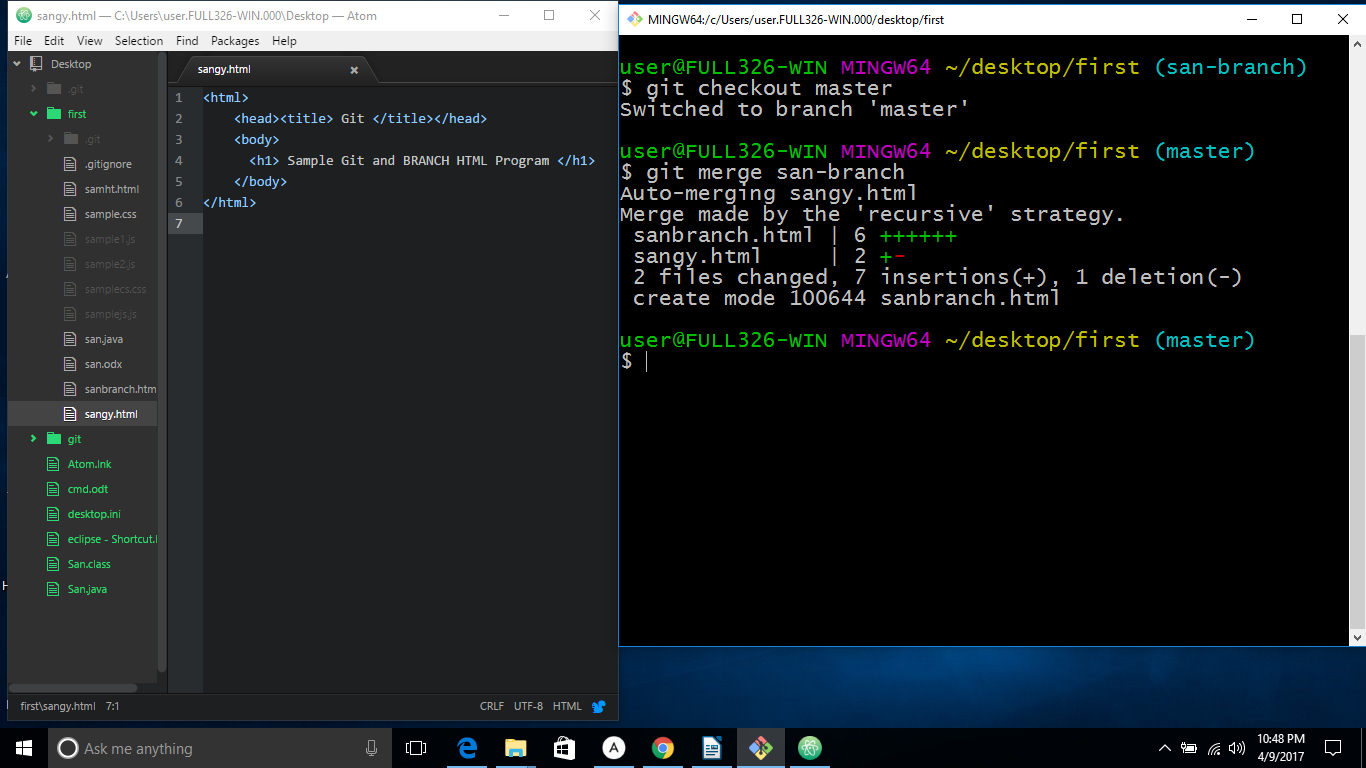 sangy.html — C:\Users\user.FULL326-WIN.000\Desktop — Atom
File Edit View Selection Find Packages Help
Desktop
.git
first
.git
.gitignore
samht.html
sample.css
sample1.js
sample2.js
samplecs.css
samplejs.js
san.java
san.odx
sanbranch.htm
sangy.html
git
Atom.lnk
cmd.odt
desktop.ini
eclipse - Shortcut.l
San.class
San.java
sangy.html
1 <html>
2 <head><title> Git </title></head>
3 <body>
4 <h1> Sample Git and BRANCH HTML Program </h1>
5 </body>
6 </html>
7
first\sangy.html 7:1 CRLF UTF-8 HTML
MINGW64:/c/Users/user.FULL326-WIN.000/desktop/first
user@FULL326-WIN MINGW64 ~/desktop/first (san-branch)
$ git checkout master
Switched to branch 'master'
user@FULL326-WIN MINGW64 ~/desktop/first (master)
$ git merge san-branch
Auto-merging sangy.html
Merge made by the 'recursive' strategy.
sanbranch.html | 6 ++++++
sangy.html | 2 +-
2 files changed, 7 insertions(+), 1 deletion(-)
create mode 100644 sanbranch.html
user@FULL326-WIN MINGW64 ~/desktop/first (master)
$
Ask me anything
10:48 PM
4/9/2017